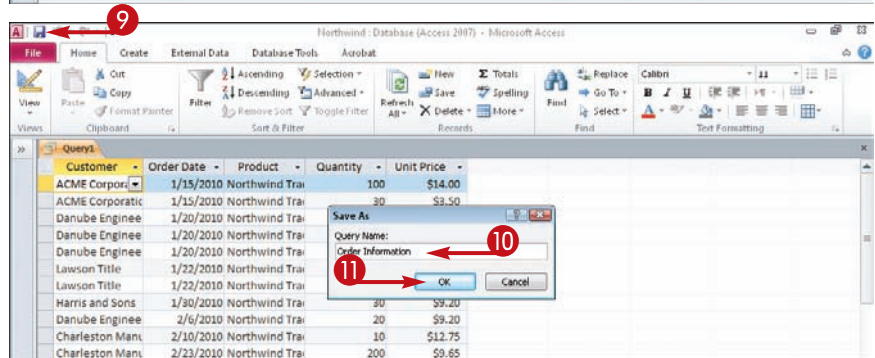 9
Northwind : Database (Access 2007) - Microsoft Access
File Home Create External Data Database Tools Acrobat
View Paste Cut Copy Format Painter
Filter Ascending Descending Remove Sort Selection Advanced Toggle Filter
Refresh All New Save Delete Totals Spelling More
Find Replace Go To Select
Calibri 11
B I U
A
Views Clipboard Sort & Filter Records Find Text Formatting
Query1
Customer Order Date Product Quantity Unit Price
ACME Corpora 1/15/2010 Northwind Tra 100 $14.00
ACME Corporatic 1/15/2010 Northwind Tra 30 $3.50
Danube Enginee 1/20/2010 Northwind Tra
Danube Enginee 1/20/2010 Northwind Tra
Danube Enginee 1/20/2010 Northwind Tra
Lawson Title 1/22/2010 Northwind Tra
Lawson Title 1/22/2010 Northwind Tra
Harris and Sons 1/30/2010 Northwind Tra 30 $9.20
Danube Enginee 2/6/2010 Northwind Tra 20 $9.20
Charleston Manu 2/10/2010 Northwind Tra 10 $12.75
Charleston Manu 2/23/2010 Northwind Tra 200 $9.65
Save As
Query Name:
Order Information
10
11
OK Cancel